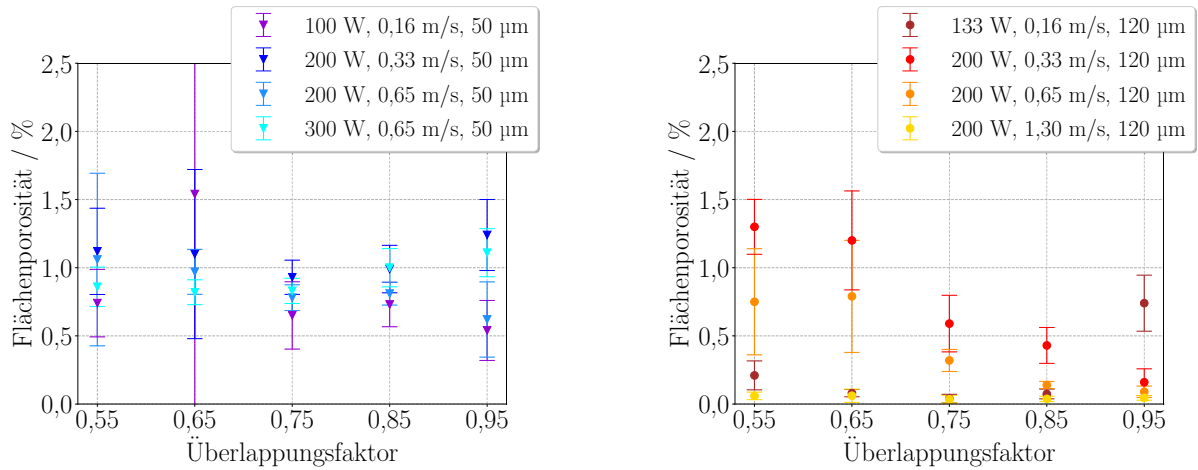 100 W, 0,16 m/s, 50 µm
200 W, 0,33 m/s, 50 µm
200 W, 0,65 m/s, 50 µm
300 W, 0,65 m/s, 50 µm
2,5
2,0
1,5
1,0
0,5
0,0
Flächenporosität / %
0,55 0,65 0,75 0,85 0,95
Überlappungsfaktor
133 W, 0,16 m/s, 120 µm
200 W, 0,33 m/s, 120 µm
200 W, 0,65 m/s, 120 µm
200 W, 1,30 m/s, 120 µm
2,5
2,0
1,5
1,0
0,5
0,0
Flächenporosität / %
0,55 0,65 0,75 0,85 0,95
Überlappungsfaktor